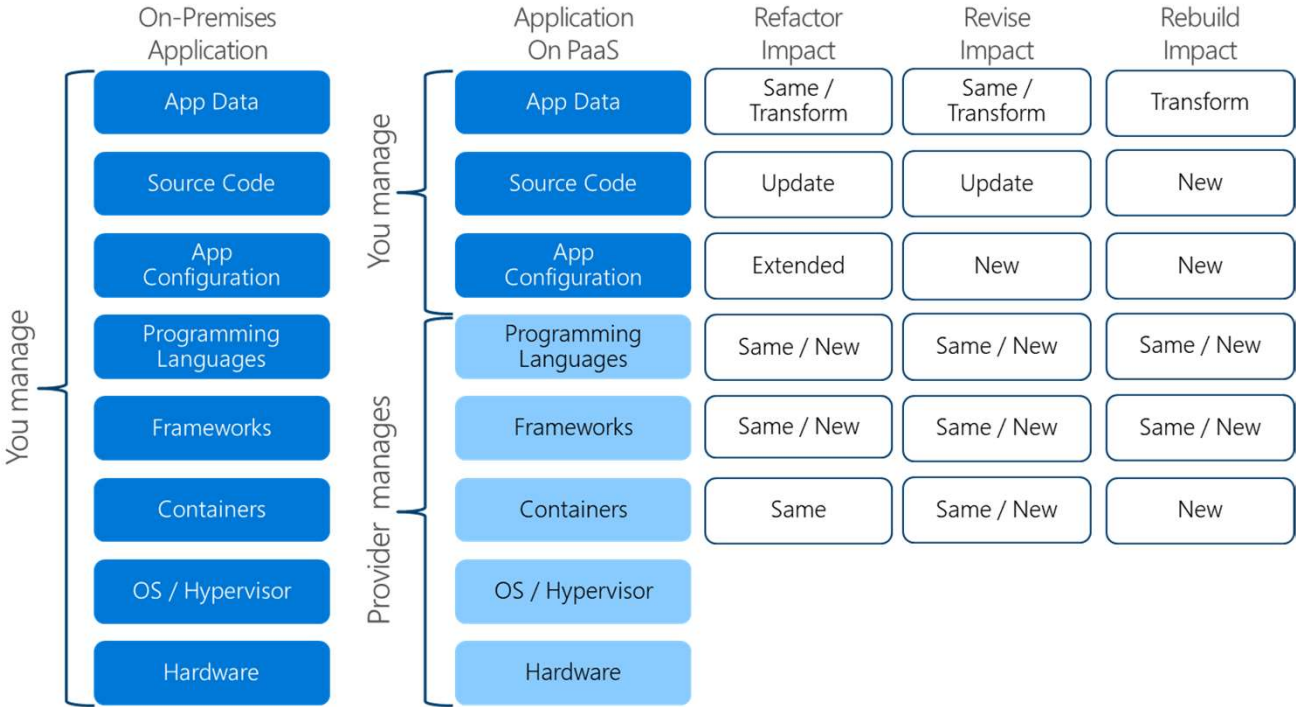 On-Premises
Application
Application
On PaaS
Refactor
Impact
Revise
Impact
Rebuild
Impact
You manage
App Data
Source Code
App
Configuration
Programming
Languages
Frameworks
Containers
OS / Hypervisor
Hardware
You manage
Provider manages
App Data
Source Code
App
Configuration
Programming
Languages
Frameworks
Containers
OS / Hypervisor
Hardware
Same /
Transform
Update
Extended
Same / New
Same / New
Same
Same /
Transform
Update
New
Same / New
Same / New
Same / New
Transform
New
New
Same / New
Same / New
New